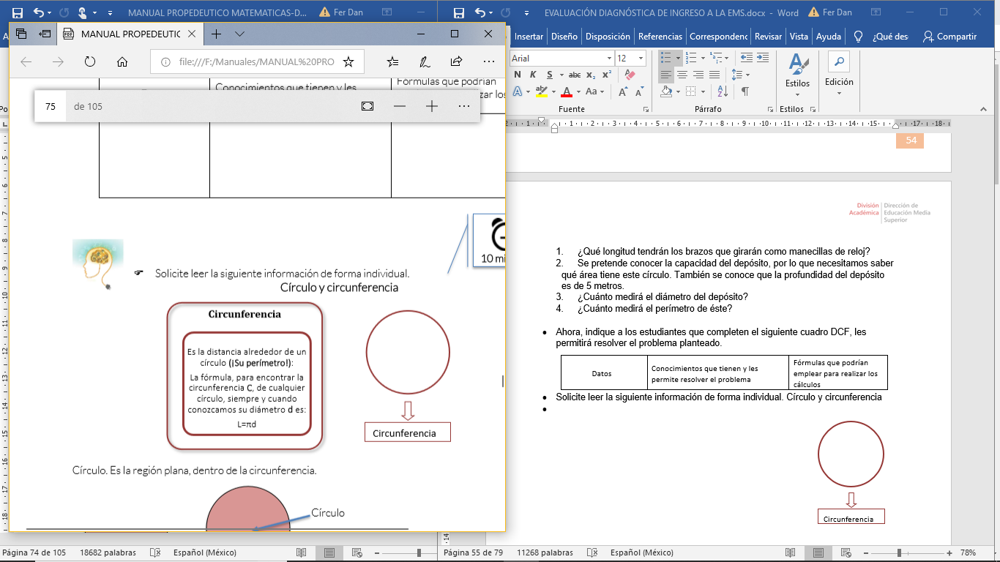 MANUAL PROPEDEUTICO MATEMATICAS-D... Fer Dan
EVALUACIÓN DIAGNÓSTICA DE INGRESO A LA EMS.docx - Word Fer Dan
MANUAL PROPEDEUTIC
file:///F:/Manuales/MANUAL%20PRO
Insertar Diseño Disposición Referencias Correspondenc Revisar Vista Ayuda ¿Qué des Compartir
Arial 12
N K S abc x₂ x²
Aa
Fuente Párrafo Estilos
Estilos
Edición
Conocimientos que tienen y les
Fórmulas que podrían
75 de 105
10 mi
Solicite leer la siguiente información de forma individual.
Círculo y circunferencia
Circunferencia
Es la distancia alrededor de un
círculo (¡Su perímetro!):
La fórmula, para encontrar la
circunferencia C, de cualquier
círculo, siempre y cuando
conozcamos su diámetro d es:
L=πd
Circunferencia
Círculo. Es la región plana, dentro de la circunferencia.
Círculo
54
División Académica
Dirección de
Educación Media
Superior
1. ¿Qué longitud tendrán los brazos que girarán como manecillas de reloj?
2. Se pretende conocer la capacidad del depósito, por lo que necesitamos saber
qué área tiene este círculo. También se conoce que la profundidad del depósito
es de 5 metros.
3. ¿Cuánto medirá el diámetro del depósito?
4. ¿Cuánto medirá el perímetro de éste?
• Ahora, indique a los estudiantes que completen el siguiente cuadro DCF, les
permitirá resolver el problema planteado.
Datos
Conocimientos que tienen y les
permite resolver el problema
Fórmulas que podrían
emplear para realizar los
cálculos
• Solicite leer la siguiente información de forma individual. Círculo y circunferencia
•
Circunferencia
Página 74 de 105 18682 palabras Español (México)
Página 55 de 79 11268 palabras Español (México) 78%